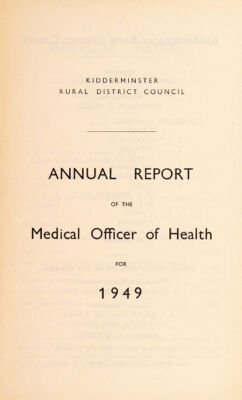 KIDDERMINSTER
RURAL DISTRICT COUNCIL
ANNUAL REPORT
OF THE
Medical Officer of Health
FOR
1949